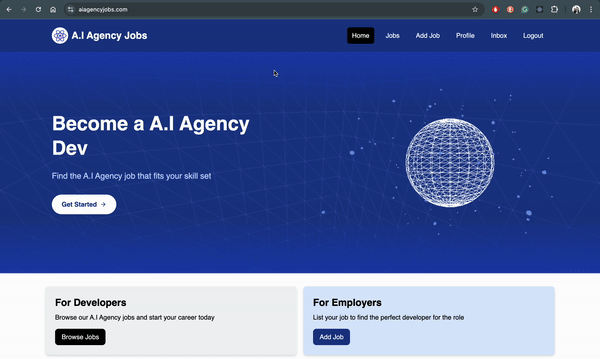 aiagencyjobs.com
A.I Agency Jobs
Home
Jobs
Add Job
Profile
Inbox
Logout
Become a A.I Agency
Dev
Find the A.I Agency job that fits your skill set
Get Started →
For Developers
Browse our A.I Agency jobs and start your career today
Browse Jobs
For Employers
List your job to find the perfect developer for the role
Add Job